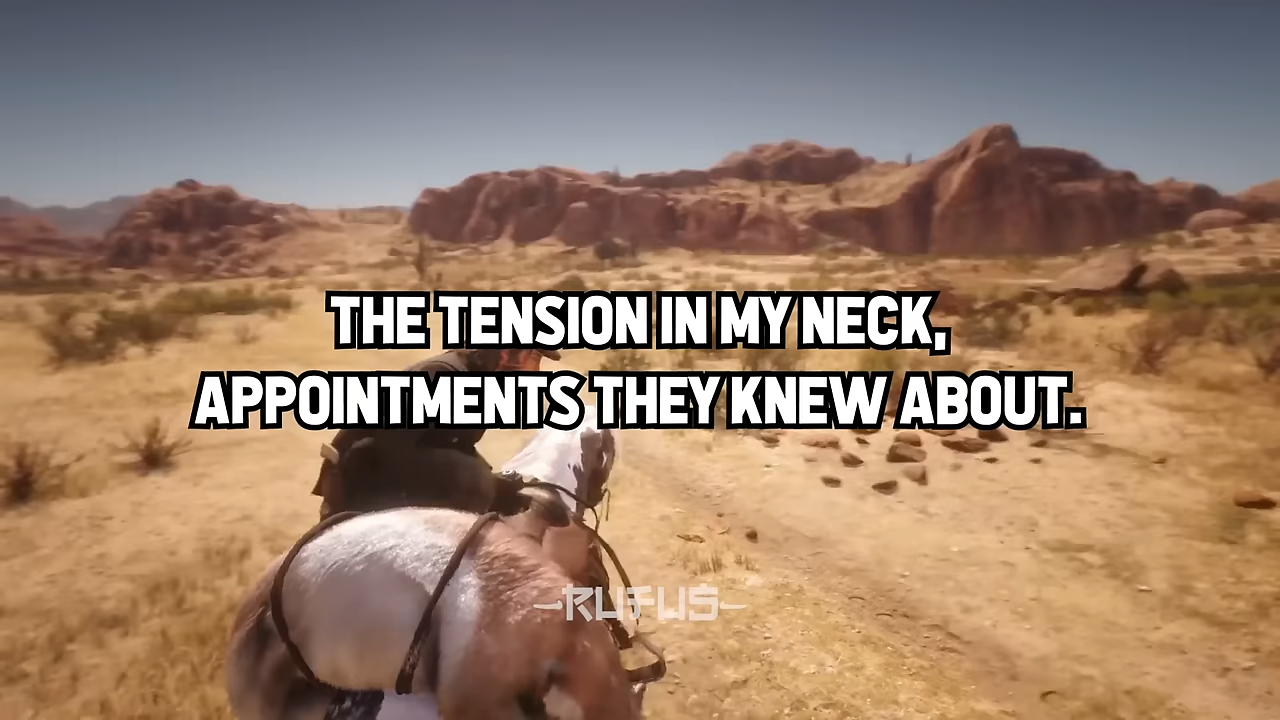 THE TENSION IN MY NECK,
APPOINTMENTS THEY KNEW ABOUT.
-RUFUS-